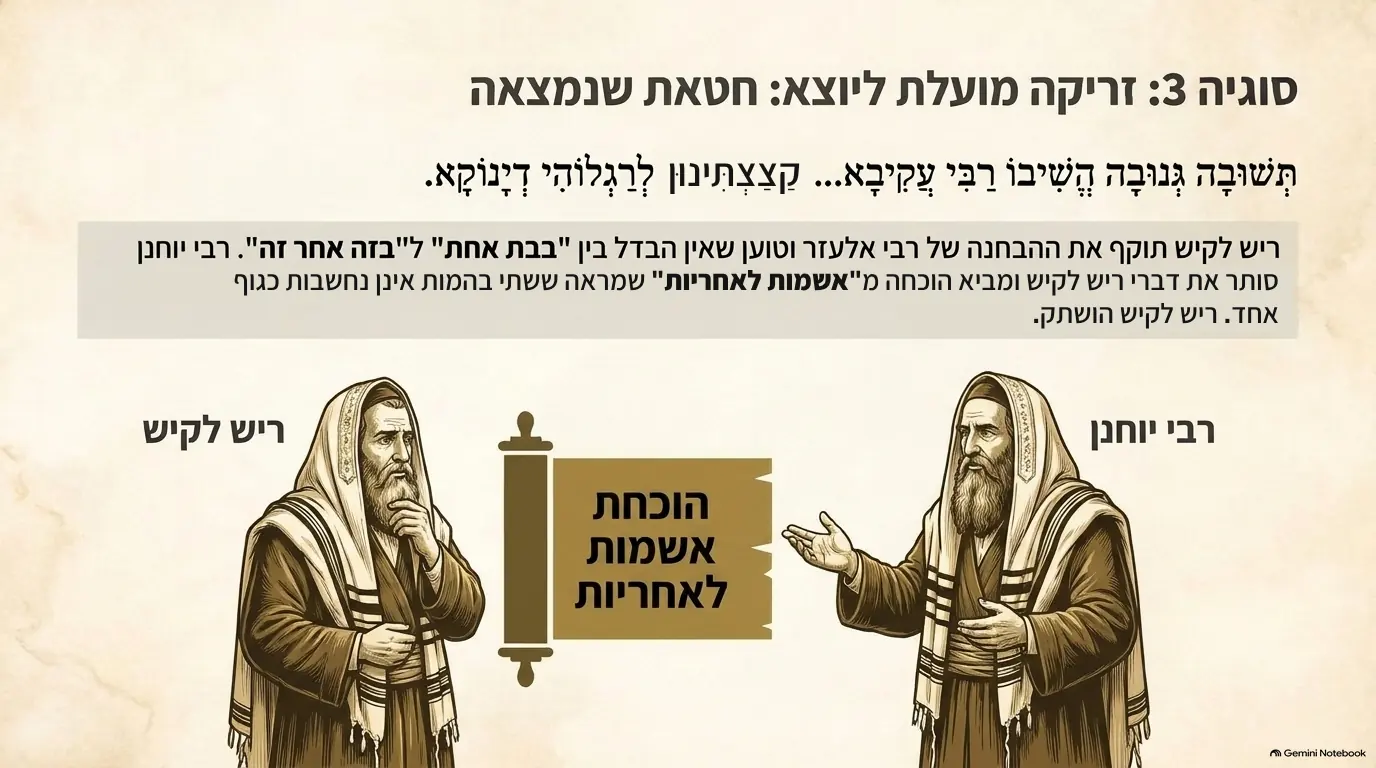 סוגיה 3: זריקה מועלת ליוצא: חטאת שנמצאה
תְּשׁוּבָה גְּנוּבָה הֱשִׁיבוֹ רַבִּי עֲקִיבָא... קַצַצְתִּינוּן לְרַגְלוֹהִי דְיָנוֹקָא.
ריש לקיש תוקף את ההבחנה של רבי אלעזר וטוען שאין הבדל בין "בבת אחת" ל"בזה אחר זה". רבי יוחנן
סותר את דברי ריש לקיש ומביא הוכחה מ"אשמות לאחריות" שמראה ששתי בהמות אינן נחשבות כגוף
אחד. ריש לקיש הושתק.
רבי יוחנן
ריש לקיש
הוכחת
אשמות
לאחריות
Gemini Notebook